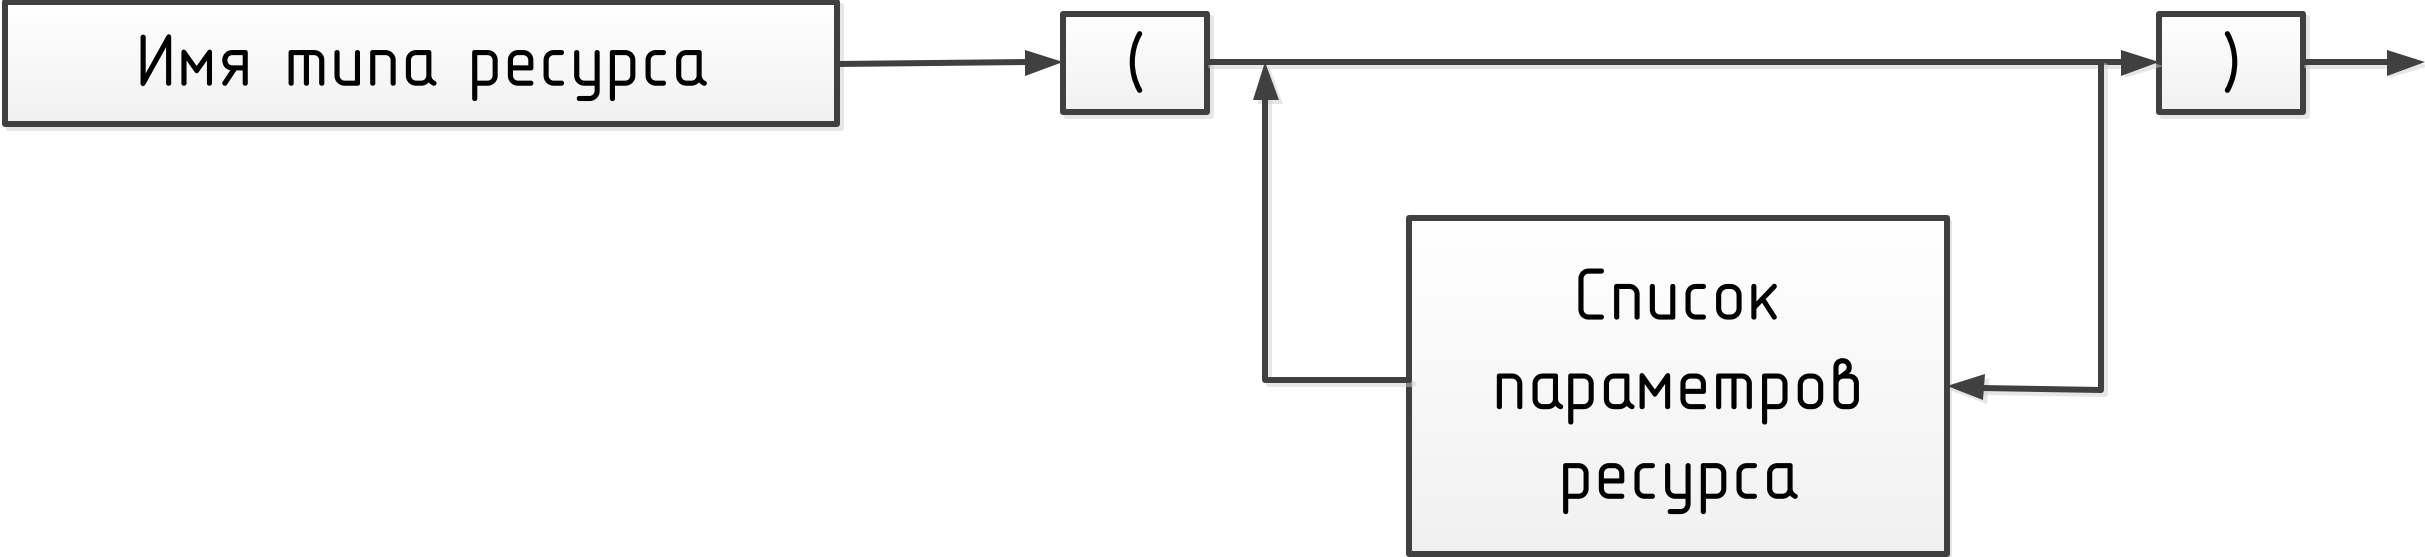 Имя типа ресурса
(
)
Список
параметров
ресурса